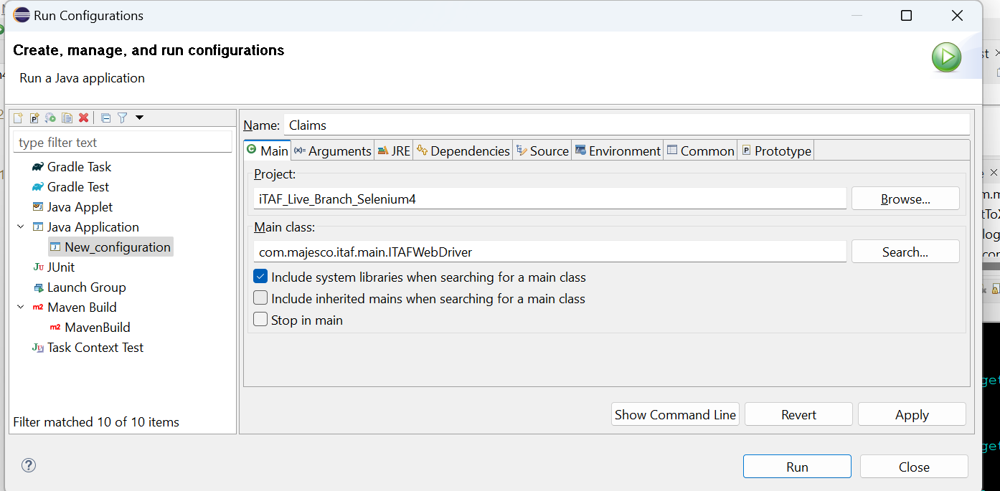 Run Configurations
Create, manage, and run configurations
Run a Java application
type filter text
Gradle Task
Gradle Test
Java Applet
Java Application
New_configuration
JUnit
Launch Group
Maven Build
MavenBuild
Task Context Test
Filter matched 10 of 10 items
Name: Claims
Main Arguments JRE Dependencies Source Environment Common Prototype
Project:
iTAF_Live_Branch_Selenium4 Browse...
Main class:
com.majesco.itaf.main.ITAFWebDriver Search...
Include system libraries when searching for a main class
Include inherited mains when searching for a main class
Stop in main
Show Command Line Revert Apply
Run Close